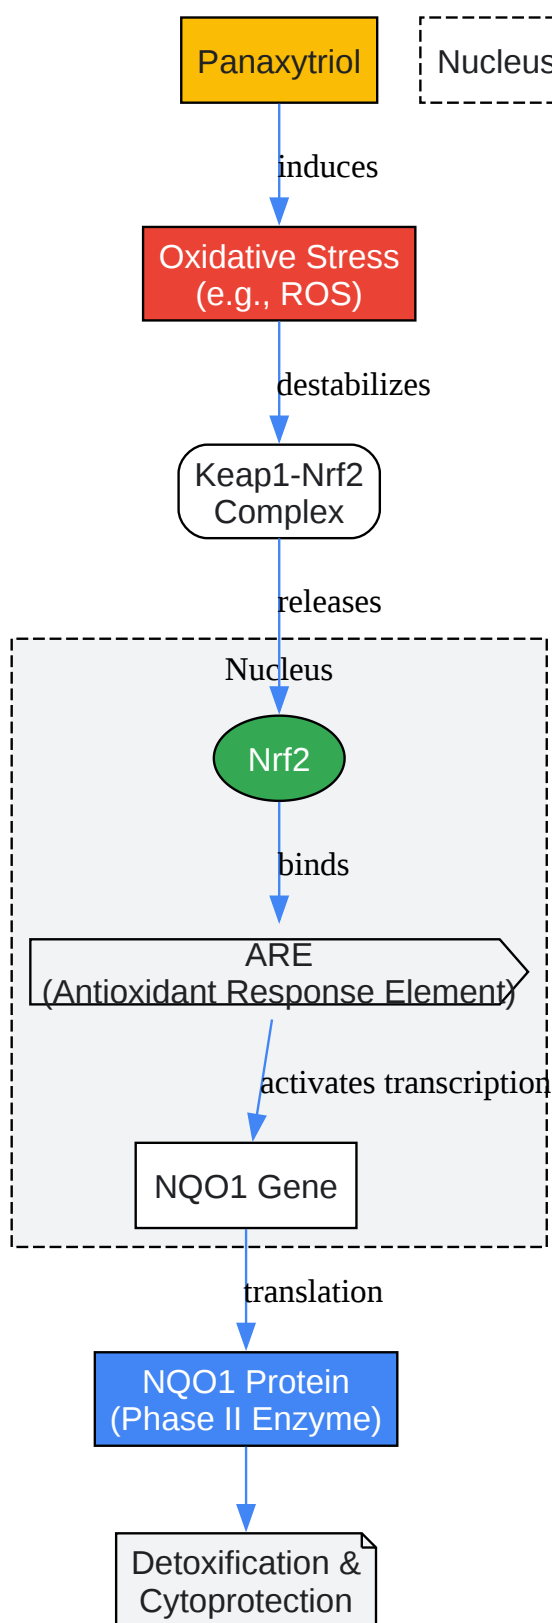 Panaxytriol
Nucleus
induces
Oxidative Stress
(e.g., ROS)
destabilizes
Keap1-Nrf2
Complex
releases
Nucleus
Nrf2
binds
ARE
(Antioxidant Response Element)
activates transcription
NQO1 Gene
translation
NQO1 Protein
(Phase II Enzyme)
Detoxification &
Cytoprotection